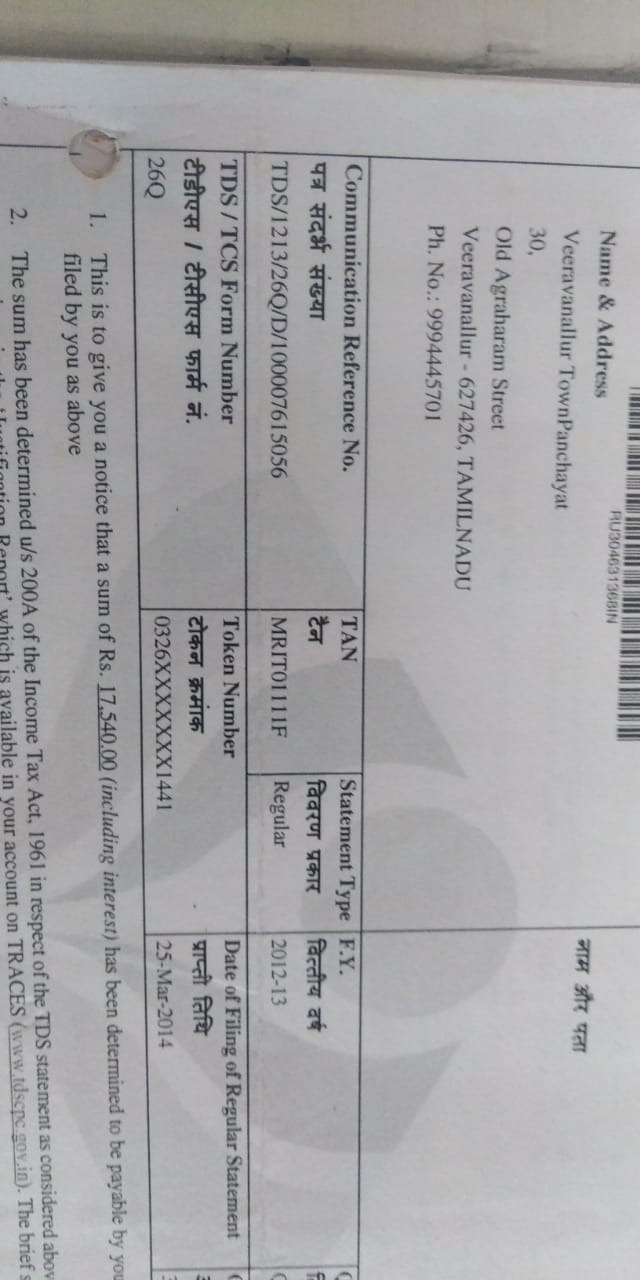 RU304631368IN
Name & Address
नाम और पता
Veeravanallur TownPanchayat
30,
Old Agraharam Street
Veeravanallur - 627426, TAMILNADU
Ph. No.: 9994445701
Communication Reference No. TAN Statement Type F.Y.
पत्र संदर्भ संख्या टैन विवरण प्रकार वित्तीय वर्ष
TDS/1213/26Q/D/100007615056 MRIT01111F Regular 2012-13
TDS / TCS Form Number Token Number Date of Filing of Regular Statement
टीडीएस / टीसीएस फार्म नं. टोकन क्रमांक प्राप्ती तिथि
26Q 0326XXXXXXX1441 25-Mar-2014
1. This is to give you a notice that a sum of Rs. 17,540.00 (including interest) has been determined to be payable by you
filed by you as above
2. The sum has been determined u/s 200A of the Income Tax Act, 1961 in respect of the TDS statement as considered abov
Report' which is available in your account on TRACES (www.tdscpc.gov.in). The brief s